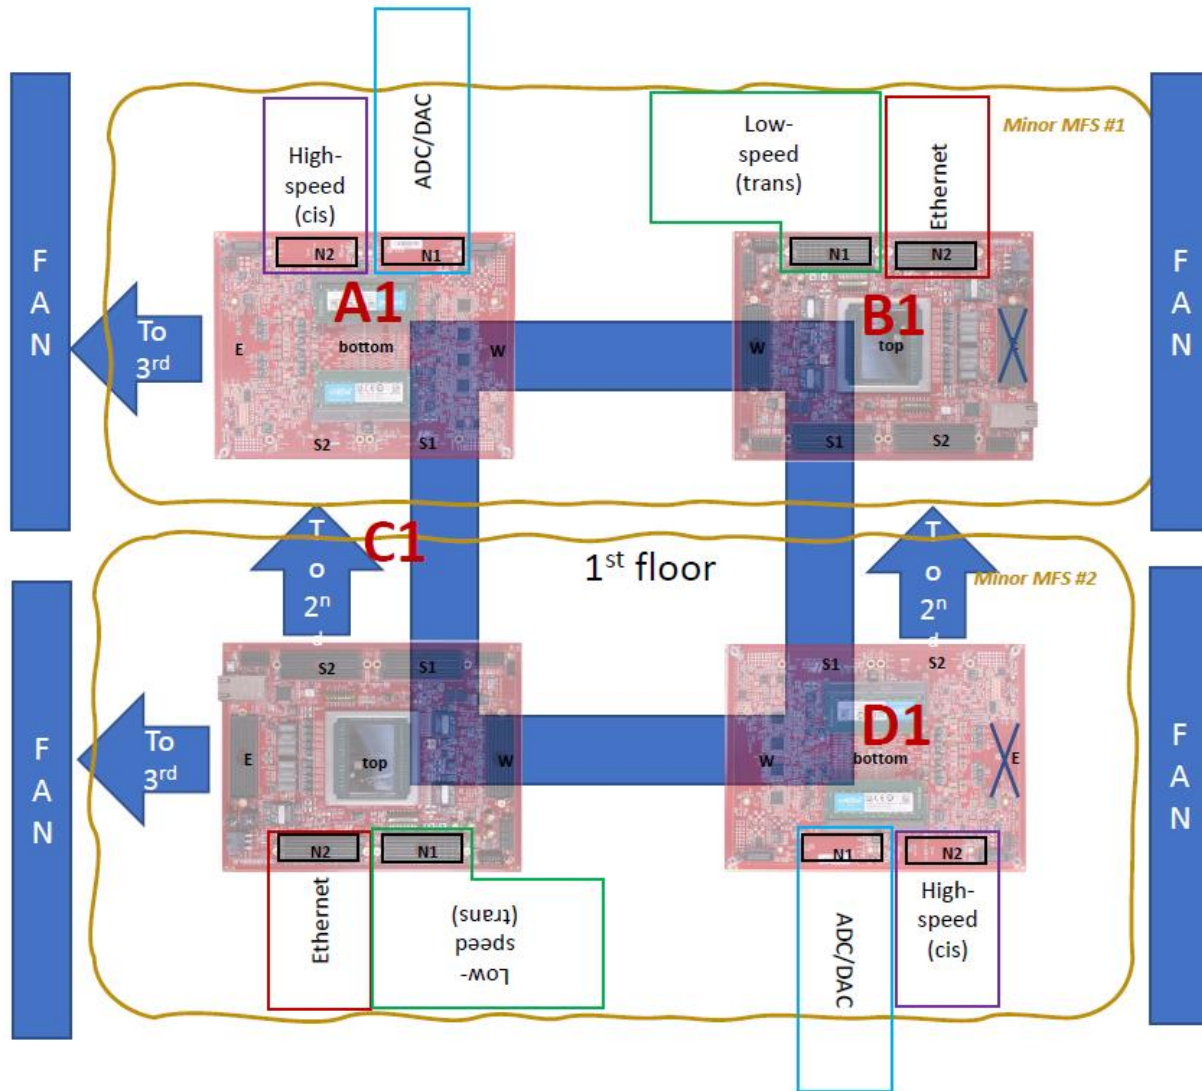 Minor MFS #1
High-
speed
(cis)
ADC/DAC
Low-
speed
(trans)
Ethernet
F
A
N
F
A
N
N2
N1
N1
N2
A1
B1
To
3rd
E
bottom
W
W
top
E
S2
S1
S1
S2
C1
1st floor
T
o
2n
d
T
o
2n
d
Minor MFS #2
S2
S1
S1
S2
D1
F
A
N
F
A
N
To
3rd
E
top
W
W
bottom
E
N2
N1
N1
N2
Ethernet
Low-
speed
(trans)
ADC/DAC
High-
speed
(cis)